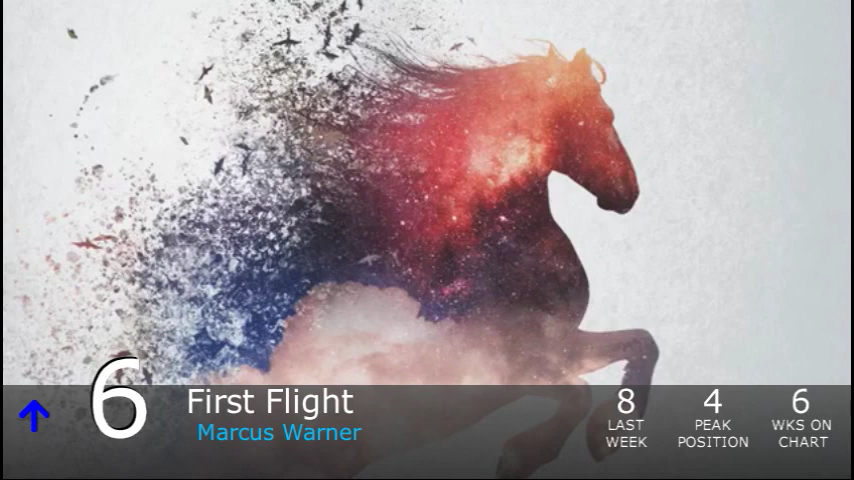 6
First Flight
Marcus Warner
8
LAST
WEEK
4
PEAK
POSITION
6
WKS ON
CHART